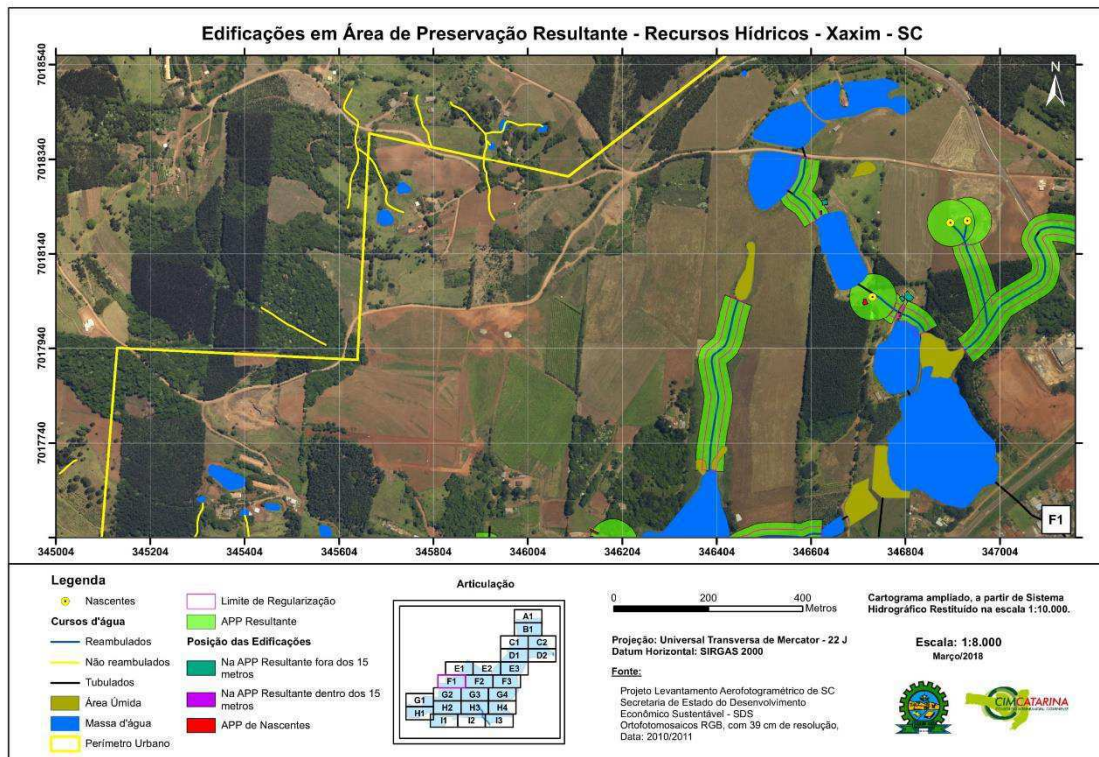 Edificações em Área de Preservação Resultante - Recursos Hídricos - Xaxim - SC
N
7018540
7018340
7018140
7017940
7017740
F1
345004 345204 345404 345604 345804 346004 346204 346404 346604 346804 347004
Legenda
Nascentes
Cursos d'água
Reambulados
Não reambulados
Tubulados
Área Úmida
Massa d'água
Perímetro Urbano
Limite de Regularização
APP Resultante
Posição das Edificações
Na APP Resultante fora dos 15
metros
Na APP Resultante dentro dos 15
metros
APP de Nascentes
Articulação
A1
B1
C1 C2
D1 D2
E1 E2 E3
F1 F2 F3
G1 G2 G3 G4
H1 H2 H3 H4
I1 I2 I3
0 200 400
Metros
Projeção: Universal Transversa de Mercator - 22 J
Datum Horizontal: SIRGAS 2000
Fonte:
Projeto Levantamento Aerofotogramétrico de SC
Secretaria de Estado do Desenvolvimento
Econômico Sustentável - SDS
Ortofotomosaicos RGB, com 39 cm de resolução,
Data: 2010/2011
Cartograma ampliado, a partir de Sistema
Hidrográfico Restituído na escala 1:10.000.
Escala: 1:8.000
Março/2018
CIMCATARINA